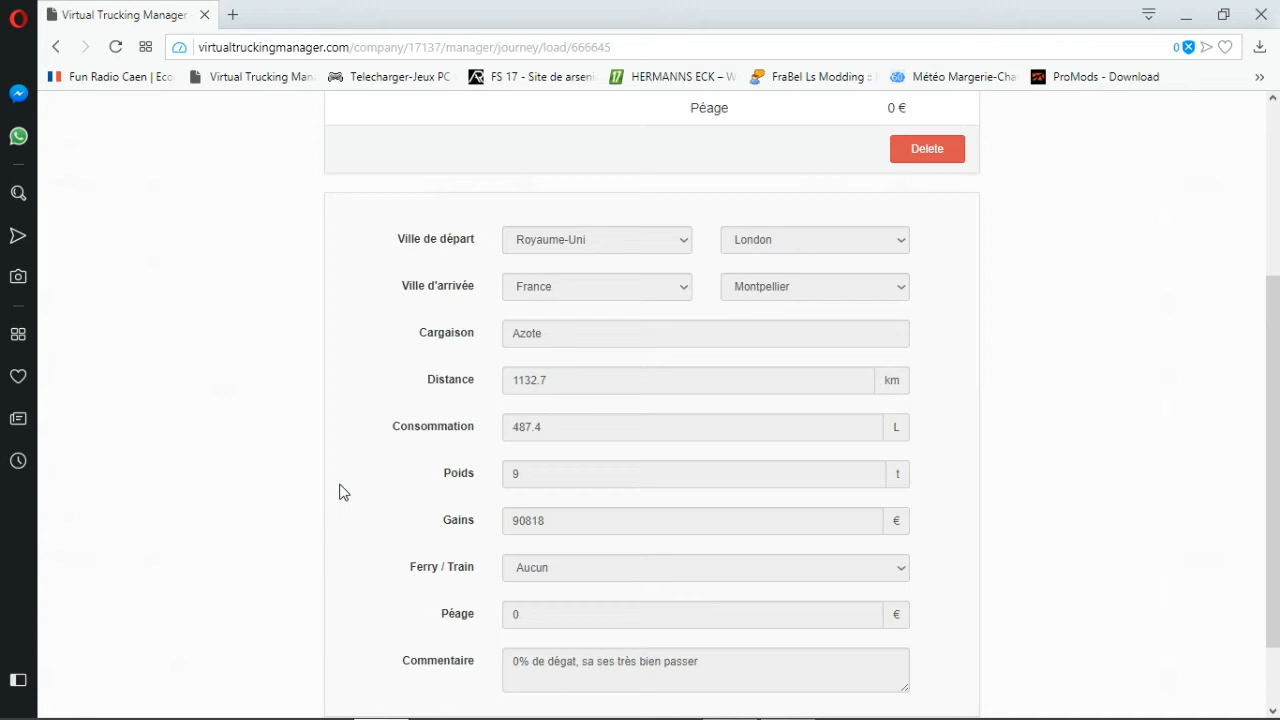 Virtual Trucking Manager
virtualtruckingmanager.com/company/17137/manager/journey/load/666645
0
Fun Radio Caen | Eco
Virtual Trucking Man
Telecharger-Jeux PC
FS 17 - Site de arseni
HERMANNS ECK – W
FraBel Ls Modding ::
Météo Margerie-Cha
ProMods - Download
Péage 0 €
Delete
Ville de départ Royaume-Uni London
Ville d'arrivée France Montpellier
Cargaison Azote
Distance 1132.7 km
Consommation 487.4 L
Poids 9 t
Gains 90818 €
Ferry / Train Aucun
Péage 0 €
Commentaire 0% de dégat, sa ses très bien passer